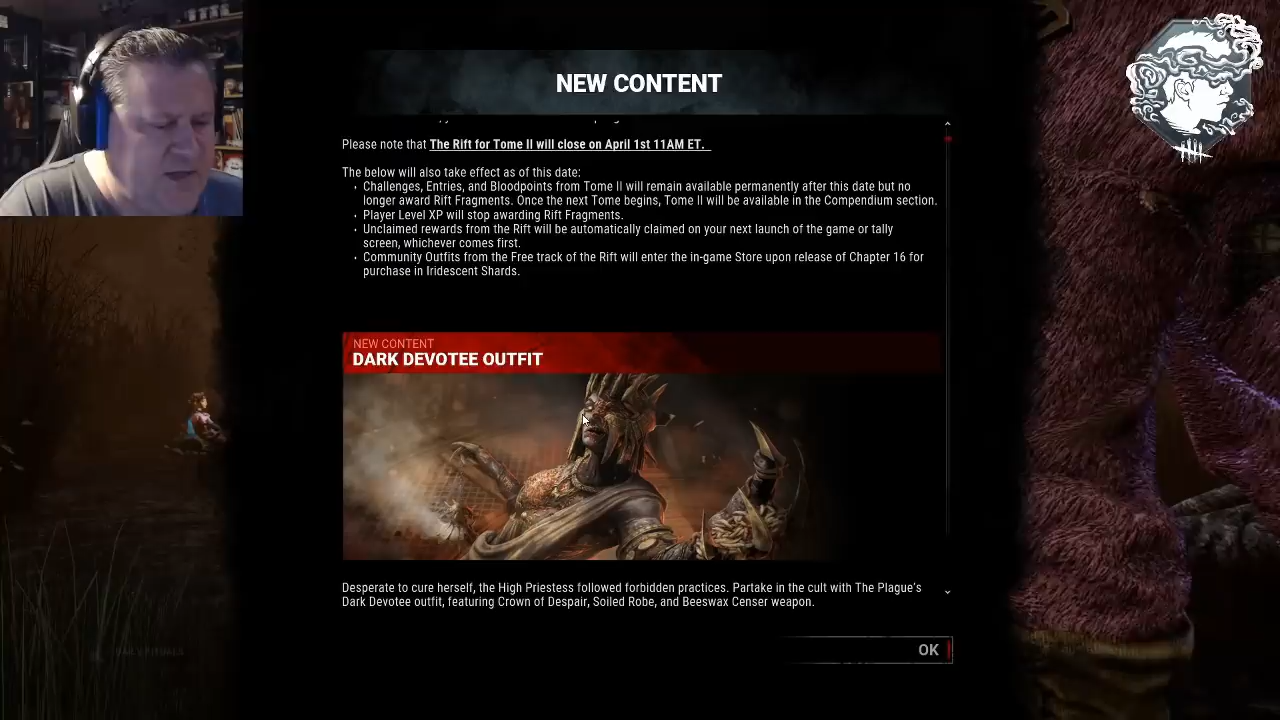 NEW CONTENT
Please note that The Rift for Tome II will close on April 1st 11AM ET.
The below will also take effect as of this date:
Challenges, Entries, and Bloodpoints from Tome II will remain available permanently after this date but no
longer award Rift Fragments. Once the next Tome begins, Tome II will be available in the Compendium section.
Player Level XP will stop awarding Rift Fragments.
Unclaimed rewards from the Rift will be automatically claimed on your next launch of the game or tally
screen, whichever comes first.
Community Outfits from the Free track of the Rift will enter the in-game Store upon release of Chapter 16 for
purchase in Iridescent Shards.
NEW CONTENT
DARK DEVOTEE OUTFIT
Desperate to cure herself, the High Priestess followed forbidden practices. Partake in the cult with The Plague's
Dark Devotee outfit, featuring Crown of Despair, Soiled Robe, and Beeswax Censer weapon.
DAILY RITUALS
OK